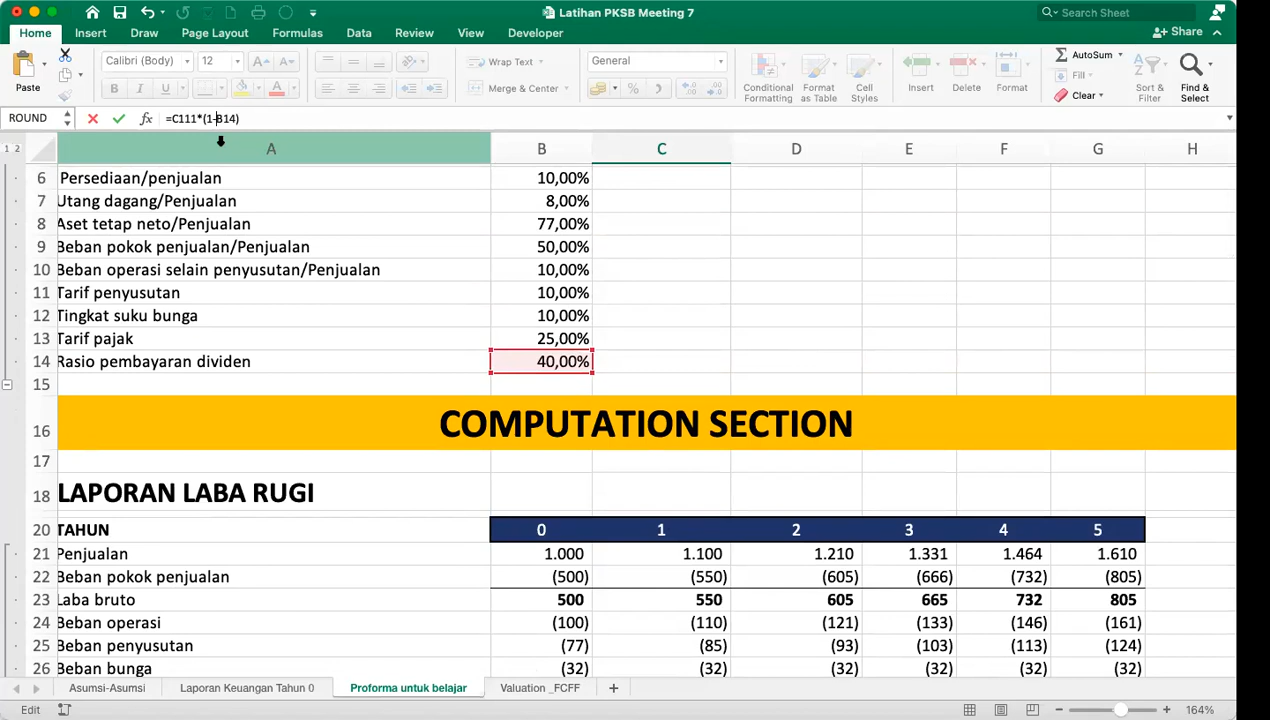 Latihan PKSB Meeting 7
Search Sheet
Home Insert Draw Page Layout Formulas Data Review View Developer
Share
Paste
Calibri (Body) 12
B I U
Wrap Text
Merge & Center
General
%
Conditional Formatting
Format as Table
Cell Styles
Insert
Delete
Format
AutoSum
Fill
Clear
Sort & Filter
Find & Select
ROUND fx =C111*(1-B14)
1 2 A B C D E F G H
6 Persediaan/penjualan 10,00%
7 Utang dagang/Penjualan 8,00%
8 Aset tetap neto/Penjualan 77,00%
9 Beban pokok penjualan/Penjualan 50,00%
10 Beban operasi selain penyusutan/Penjualan 10,00%
11 Tarif penyusutan 10,00%
12 Tingkat suku bunga 10,00%
13 Tarif pajak 25,00%
14 Rasio pembayaran dividen 40,00%
15
16 COMPUTATION SECTION
17
18 LAPORAN LABA RUGI
20 TAHUN 0 1 2 3 4 5
21 Penjualan 1.000 1.100 1.210 1.331 1.464 1.610
22 Beban pokok penjualan (500) (550) (605) (666) (732) (805)
23 Laba bruto 500 550 605 665 732 805
24 Beban operasi (100) (110) (121) (133) (146) (161)
25 Beban penyusutan (77) (85) (93) (103) (113) (124)
26 Beban bunga (32) (32) (32) (32) (32) (32)
Asumsi-Asumsi Laporan Keuangan Tahun 0 Proforma untuk belajar Valuation _FCFF
Edit 164%